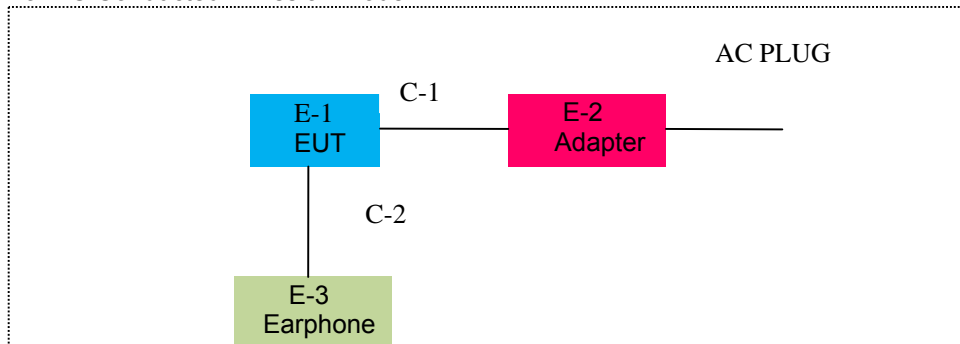 AC PLUG
C-1
E-1
EUT
E-2
Adapter
C-2
E-3
Earphone